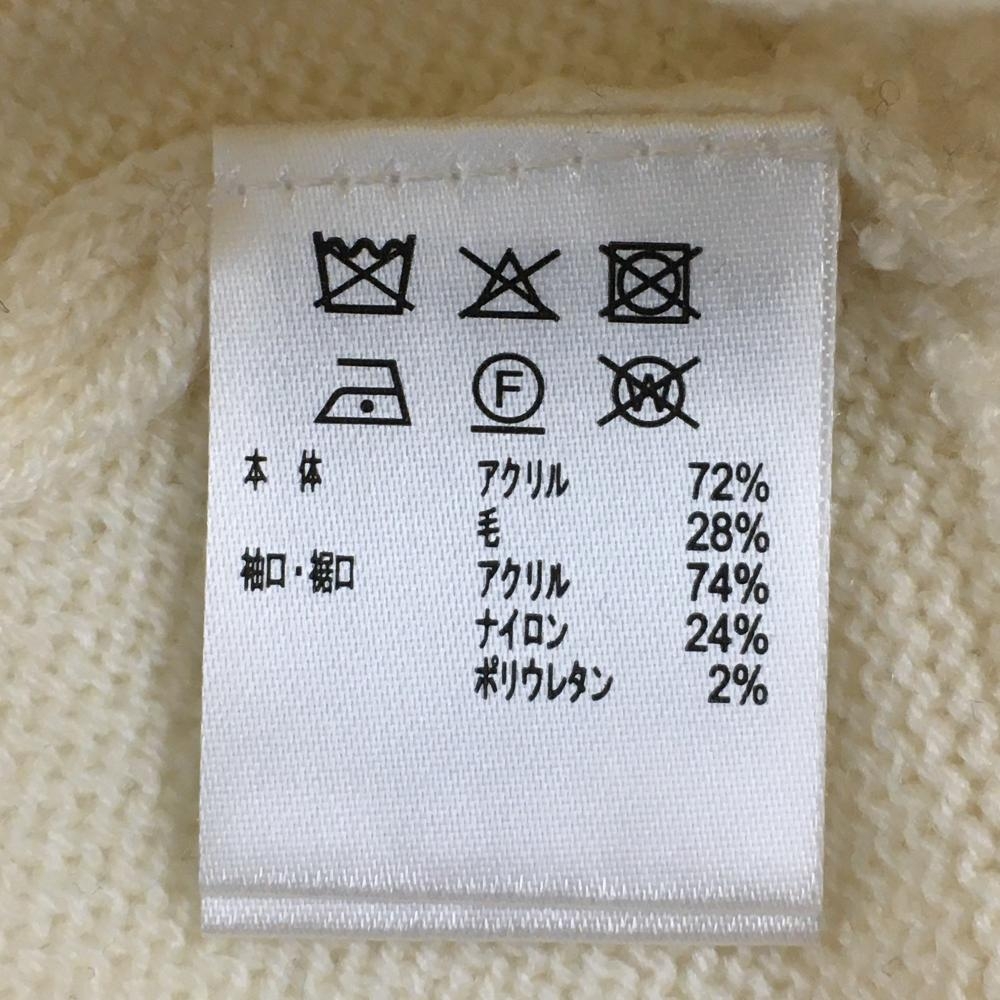 F W
本体 アクリル 72%
毛 28%
袖口・裾口 アクリル 74%
ナイロン 24%
ポリウレタン 2%